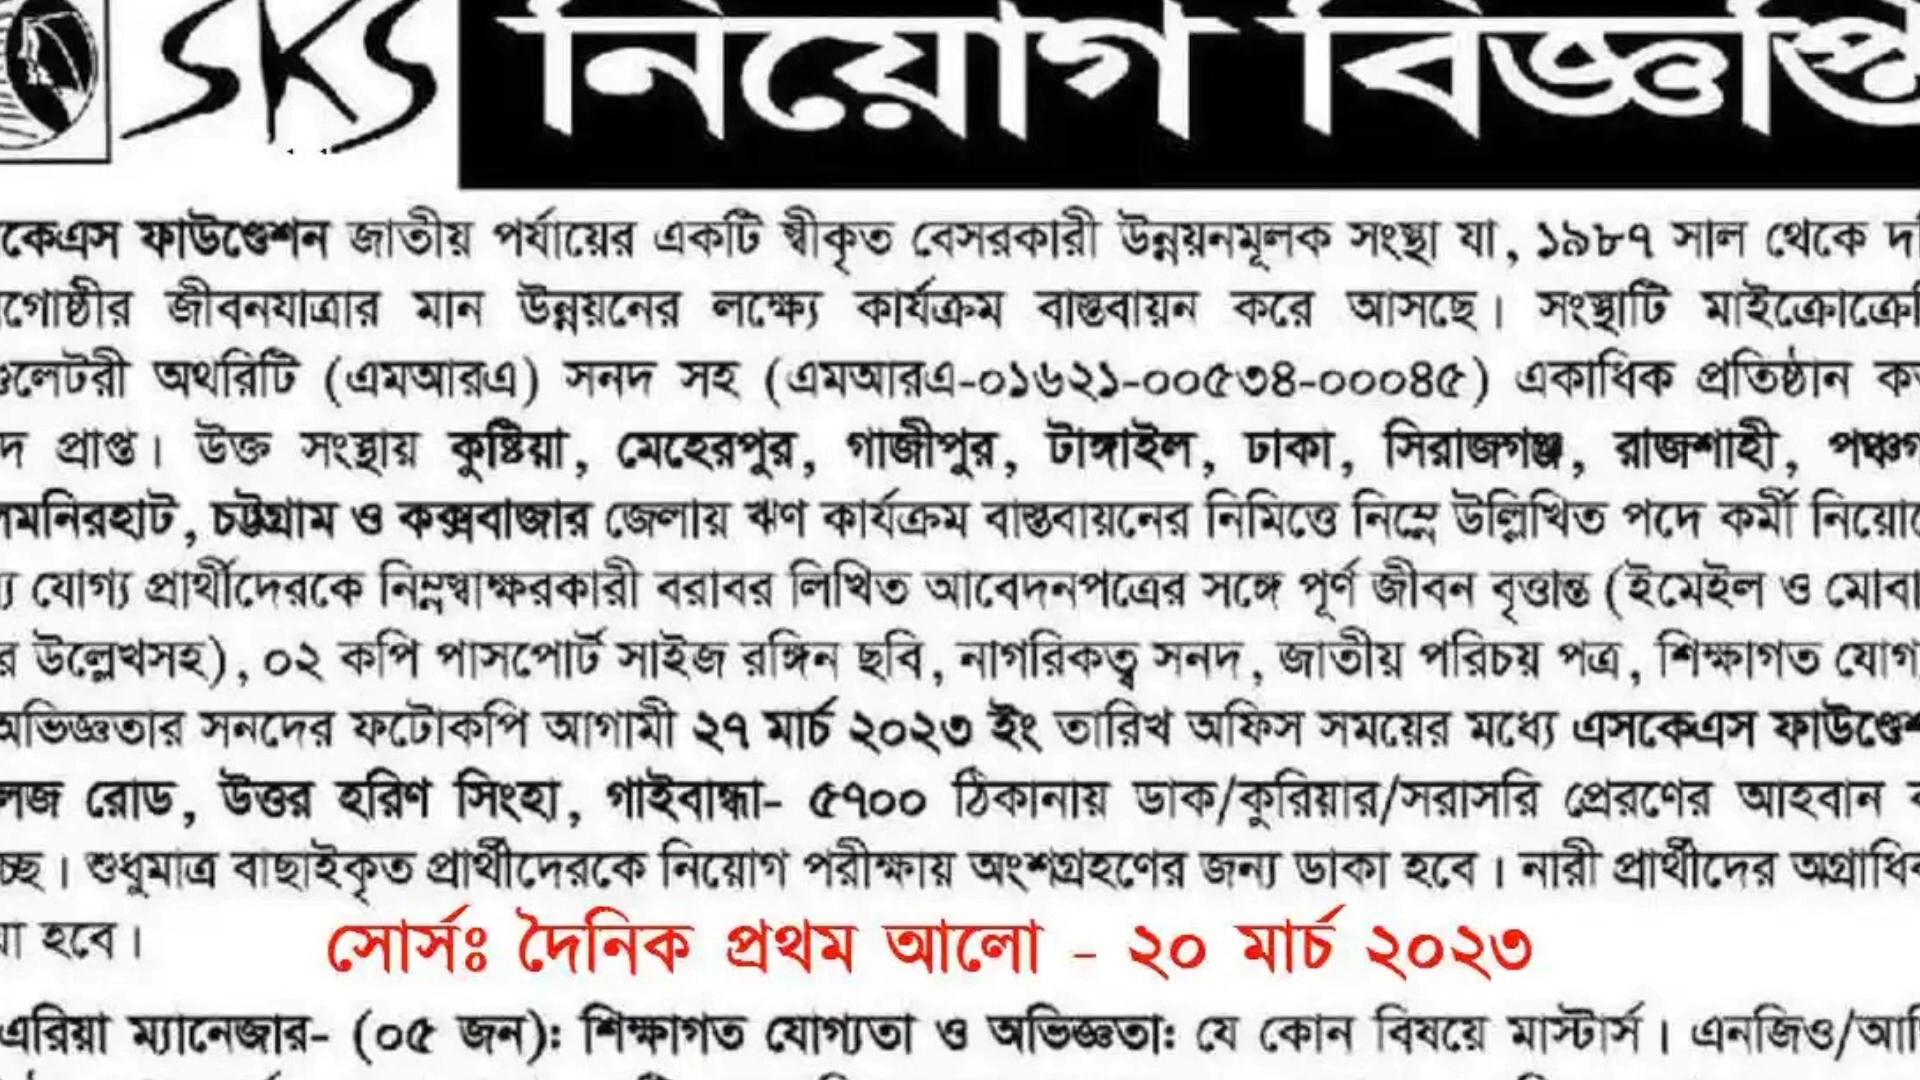 SKS নিয়োগ বিজ্ঞপ্তি
কেএস ফাউণ্ডেশন জাতীয় পর্যায়ের একটি স্বীকৃত বেসরকারী উন্নয়নমূলক সংস্থা যা, ১৯৮৭ সাল থেকে
গোষ্ঠীর জীবনযাত্রার মান উন্নয়নের লক্ষ্যে কার্যক্রম বাস্তবায়ন করে আসছে। সংস্থাটি মাইক্রোক্রে
গুলেটরী অথরিটি (এমআরএ) সনদ সহ (এমআরএ-০১৬২১-০০৫৩৪-০০০৪৫) একাধিক প্রতিষ্ঠান
দ প্রাপ্ত। উক্ত সংস্থায় কুষ্টিয়া, মেহেরপুর, গাজীপুর, টাঙ্গাইল, ঢাকা, সিরাজগঞ্জ, রাজশাহী, পঞ্চগ
লমনিরহাট, চট্টগ্রাম ও কক্সবাজার জেলায় ঋণ কার্যক্রম বাস্তবায়নের নিমিত্তে নিম্নে উল্লিখিত পদে কর্মী নিয়ো
য যোগ্য প্রার্থীদেরকে নিম্নস্বাক্ষরকারী বরাবর লিখিত আবেদনপত্রের সঙ্গে পূর্ণ জীবন বৃত্তান্ত (ইমেইল ও মোবা
র উল্লেখসহ), ০২ কপি পাসপোর্ট সাইজ রঙ্গিন ছবি, নাগরিকত্ব সনদ, জাতীয় পরিচয় পত্র, শিক্ষাগত যোগ
অভিজ্ঞতার সনদের ফটোকপি আগামী ২৭ মার্চ ২০২৩ ইং তারিখ অফিস সময়ের মধ্যে এসকেএস ফাউণ্ডে
লজ রোড, উত্তর হরিণ সিংহা, গাইবান্ধা- ৫৭০০ ঠিকানায় ডাক/কুরিয়ার/সরাসরি প্রেরণের আহবান
চ্ছে। শুধুমাত্র বাছাইকৃত প্রার্থীদেরকে নিয়োগ পরীক্ষায় অংশগ্রহণের জন্য ডাকা হবে। নারী প্রার্থীদের অগ্রাধি
য়া হবে।
সোর্সঃ দৈনিক প্রথম আলো - ২০ মার্চ ২০২৩
এরিয়া ম্যানেজার- (০৫ জন): শিক্ষাগত যোগ্যতা ও অভিজ্ঞতা: যে কোন বিষয়ে মাস্টার্স। এনজিও/আ